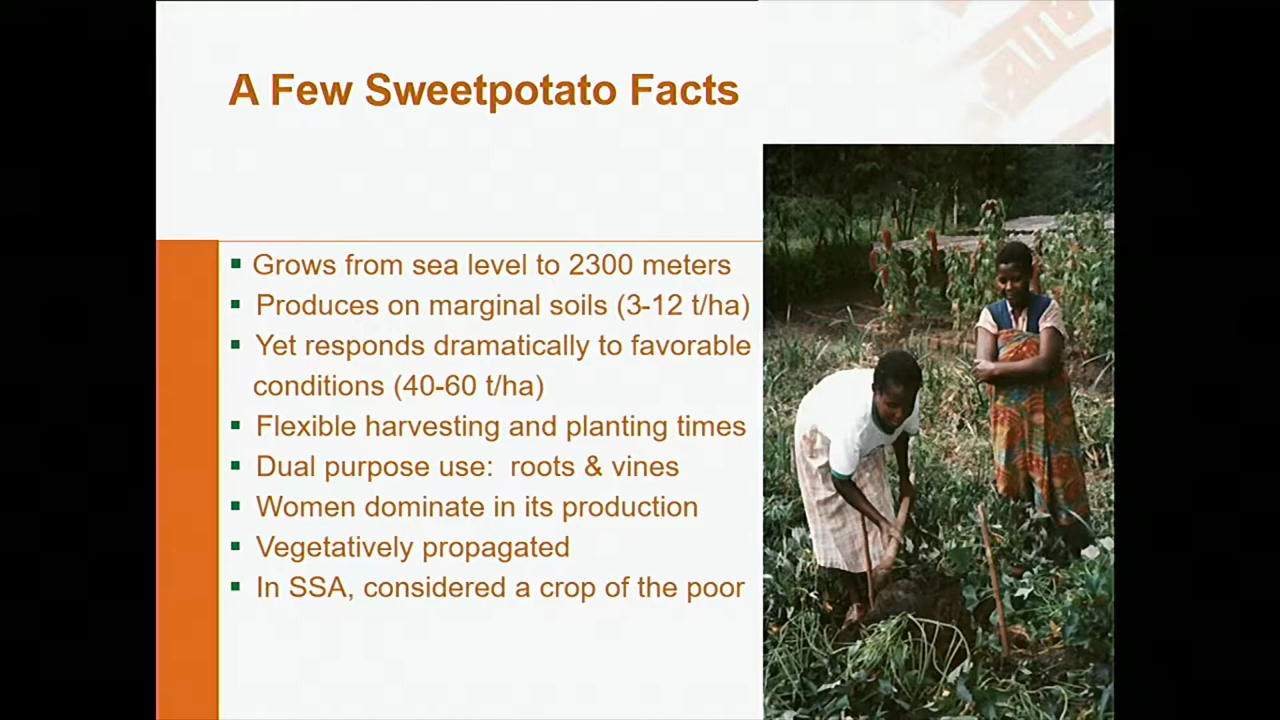 A Few Sweetpotato Facts
▪ Grows from sea level to 2300 meters
▪ Produces on marginal soils (3-12 t/ha)
▪ Yet responds dramatically to favorable
conditions (40-60 t/ha)
▪ Flexible harvesting and planting times
▪ Dual purpose use:  roots & vines
▪ Women dominate in its production
▪ Vegetatively propagated
▪ In SSA, considered a crop of the poor